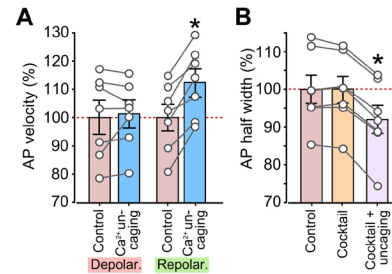 A
B
AP velocity (%)
130
120
110
100
90
80
70
*
Control
Ca²⁺ un-
caging
Control
Ca²⁺ un-
caging
Depolar.
Repolar.
AP half width (%)
110
100
90
80
70
*
Control
Cocktail
Cocktail +
uncaging